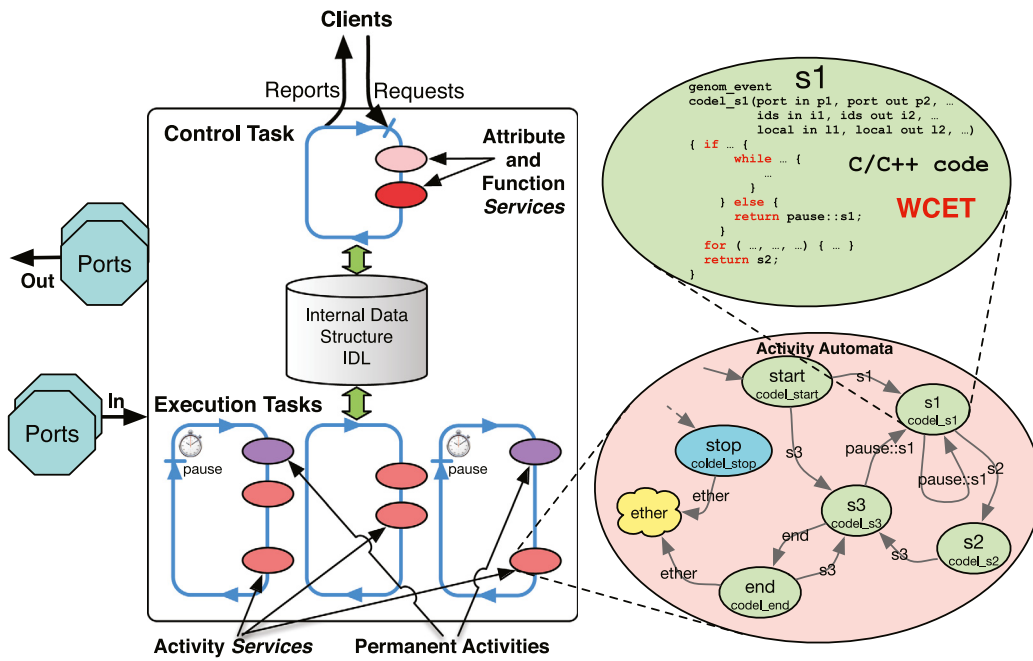 Clients
Reports
Requests
Control Task
Attribute
and
Function
Services
Ports
Out
Internal Data
Structure
IDL
In
Ports
Execution Tasks
pause
pause
Activity Services
Permanent Activities
s1
genom_event
codel_s1(port in p1, port out p2, …
ids in i1, ids out i2, …
local in l1, local out l2, …)
{ if … {
while … {
…
}
} else {
return pause::s1;
}
for ( …, …, …) { … }
return s2;
}
C/C++ code
WCET
Activity Automata
start
codel_start
s1
s1
codel_s1
stop
codel_stop
s3
pause::s1
pause::s1
s2
ether
ether
s3
codel_s3
end
s3
s2
codel_s2
ether
s3
end
codel_end